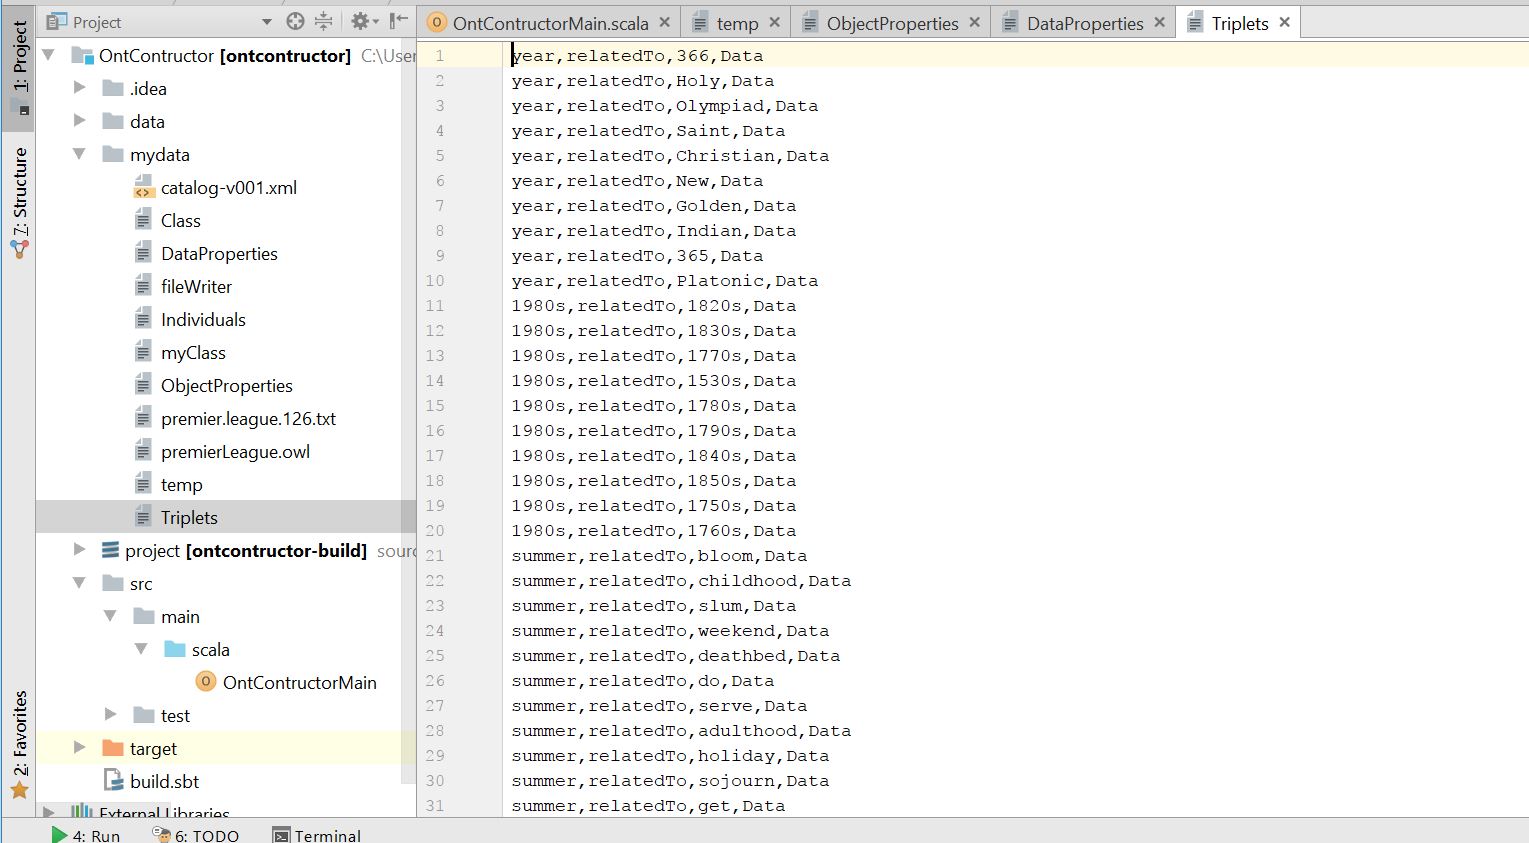 Project
OntContructorMain.scala
temp
ObjectProperties
DataProperties
Triplets
1: Project
7: Structure
2: Favorites
OntContructor [ontcontructor] C:\User
.idea
data
mydata
catalog-v001.xml
Class
DataProperties
fileWriter
Individuals
myClass
ObjectProperties
premier.league.126.txt
premierLeague.owl
temp
Triplets
project [ontcontructor-build] sourc
src
main
scala
OntContructorMain
test
target
build.sbt
External Libraries
1 year,relatedTo,366,Data
2 year,relatedTo,Holy,Data
3 year,relatedTo,Olympiad,Data
4 year,relatedTo,Saint,Data
5 year,relatedTo,Christian,Data
6 year,relatedTo,New,Data
7 year,relatedTo,Golden,Data
8 year,relatedTo,Indian,Data
9 year,relatedTo,365,Data
10 year,relatedTo,Platonic,Data
11 1980s,relatedTo,1820s,Data
12 1980s,relatedTo,1830s,Data
13 1980s,relatedTo,1770s,Data
14 1980s,relatedTo,1530s,Data
15 1980s,relatedTo,1780s,Data
16 1980s,relatedTo,1790s,Data
17 1980s,relatedTo,1840s,Data
18 1980s,relatedTo,1850s,Data
19 1980s,relatedTo,1750s,Data
20 1980s,relatedTo,1760s,Data
21 summer,relatedTo,bloom,Data
22 summer,relatedTo,childhood,Data
23 summer,relatedTo,slum,Data
24 summer,relatedTo,weekend,Data
25 summer,relatedTo,deathbed,Data
26 summer,relatedTo,do,Data
27 summer,relatedTo,serve,Data
28 summer,relatedTo,adulthood,Data
29 summer,relatedTo,holiday,Data
30 summer,relatedTo,sojourn,Data
31 summer,relatedTo,get,Data
4: Run
6: TODO
Terminal